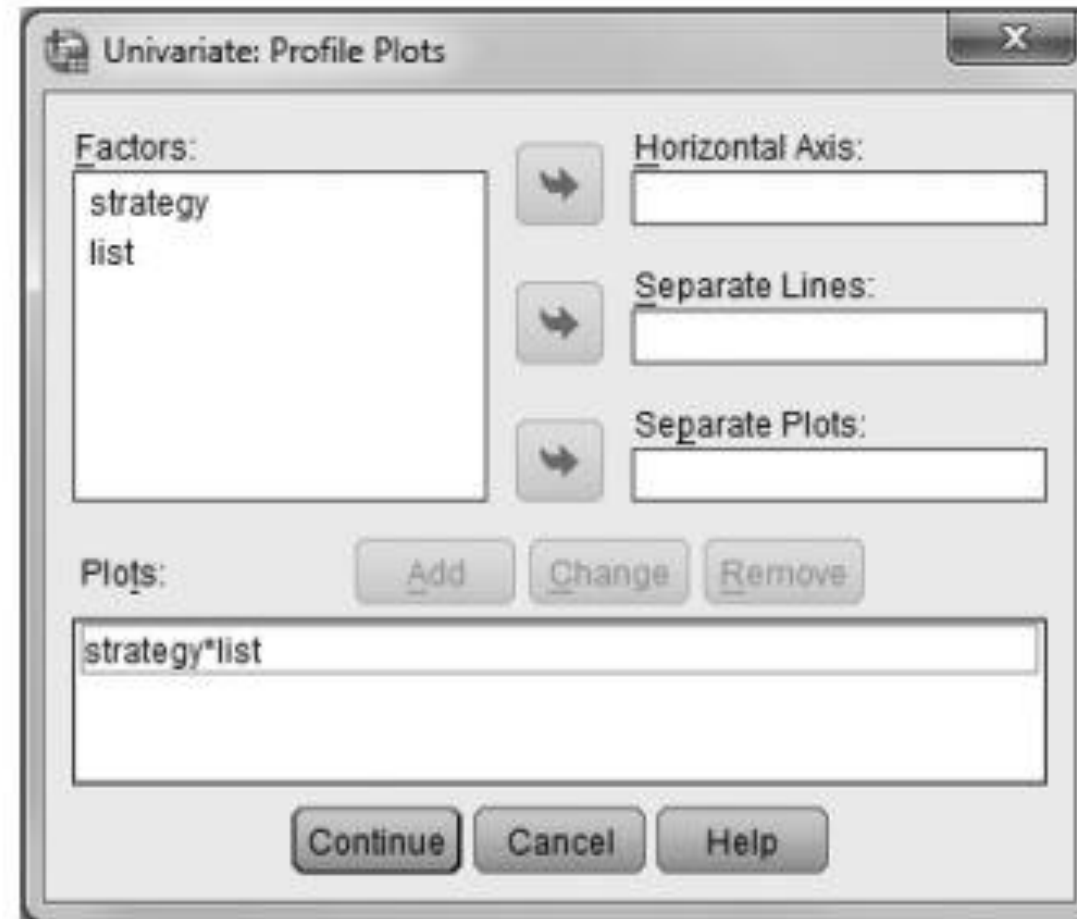 Univariate: Profile Plots
Factors:
strategy
list
Horizontal Axis:
Separate Lines:
Separate Plots:
Plots:
Add Change Remove
strategy*list
Continue Cancel Help